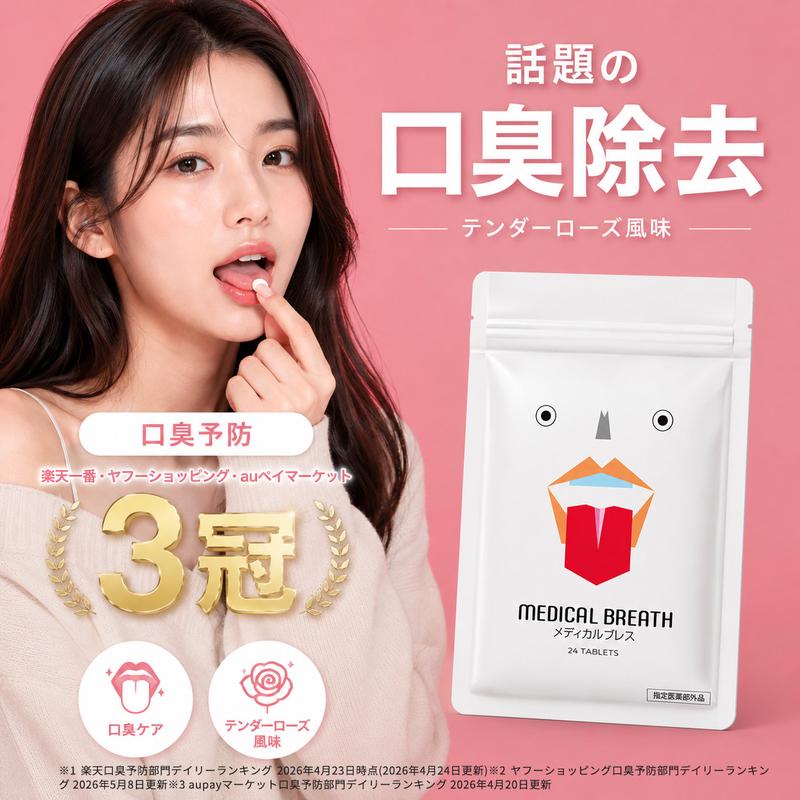 話題の
口臭除去
テンダーローズ風味
口臭予防
楽天一番・ヤフーショッピング・auペイマーケット
3冠
口臭ケア
テンダーローズ
風味
MEDICAL BREATH
メディカルブレス
24 TABLETS
指定医薬部外品
※1 楽天口臭予防部門デイリーランキング 2026年4月23日時点(2026年4月24日更新)※2 ヤフーショッピング口臭予防部門デイリーランキン
グ 2026年5月8日更新※3 aupayマーケット口臭予防部門デイリーランキング 2026年4月20日更新